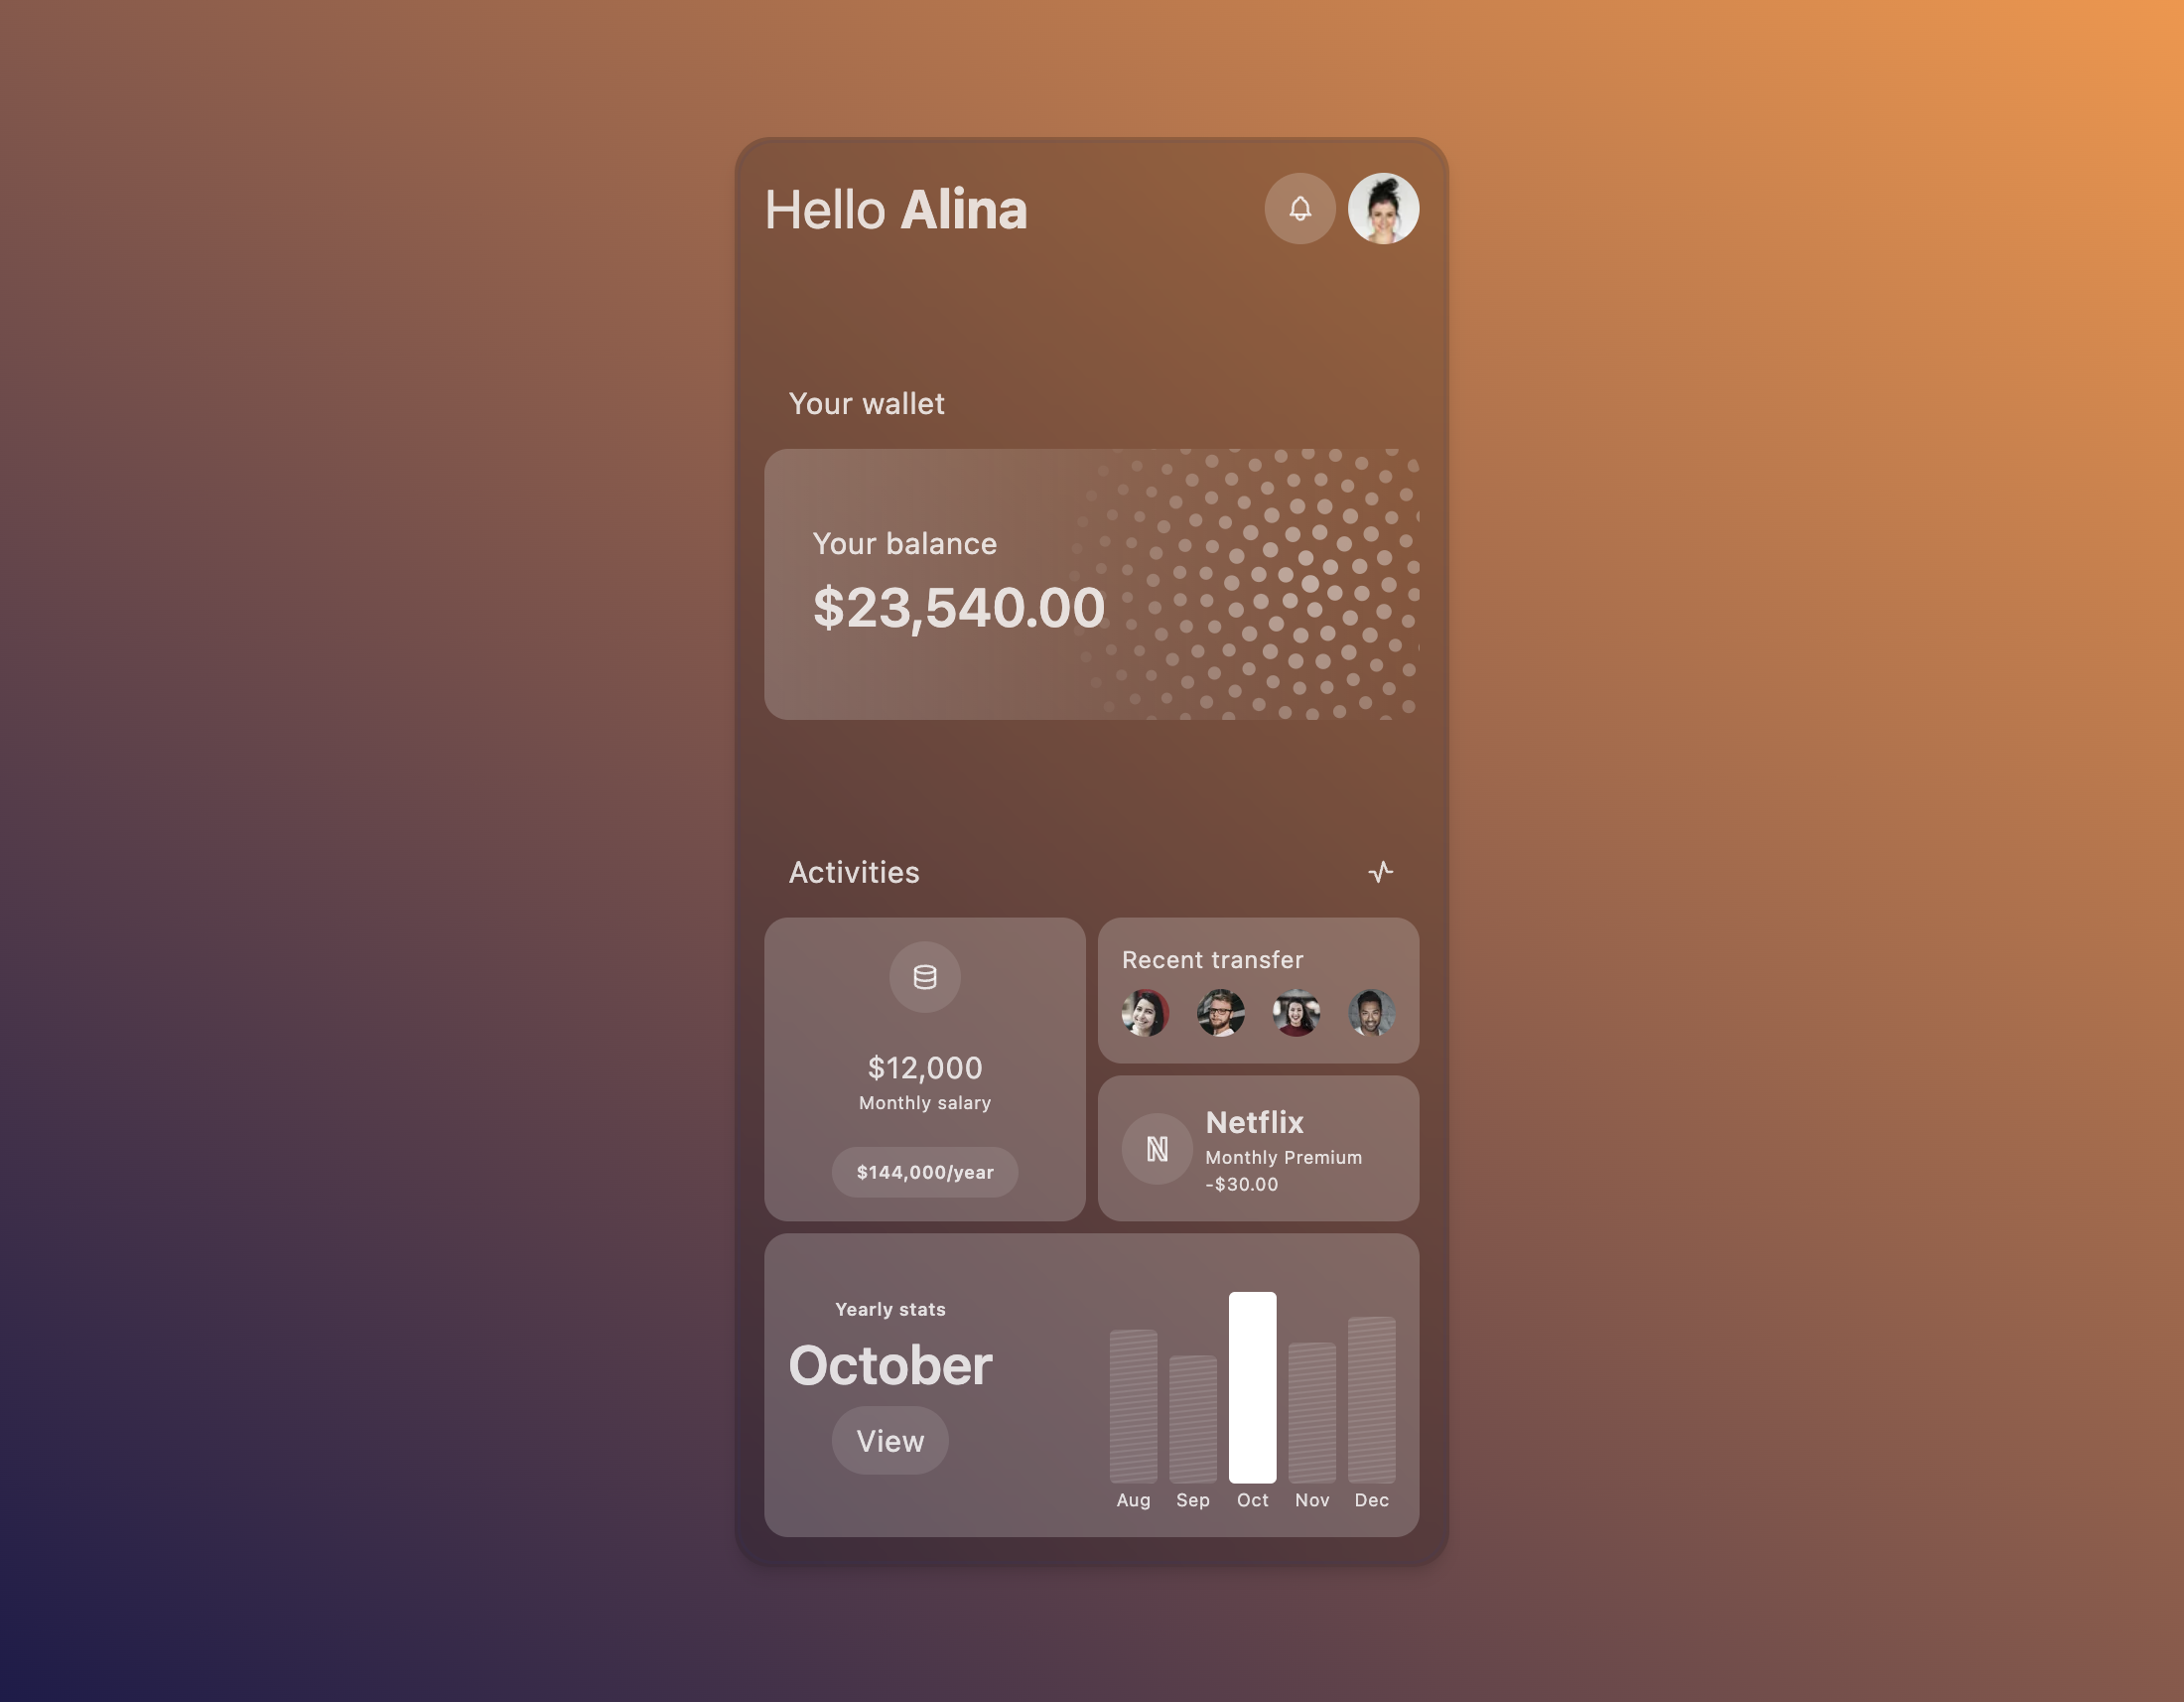 Hello Alina
Your wallet
Your balance
$23,540.00
Activities
$12,000
Monthly salary
$144,000/year
Recent transfer
Netflix
Monthly Premium
-$30.00
Yearly stats
October
View
Aug Sep Oct Nov Dec